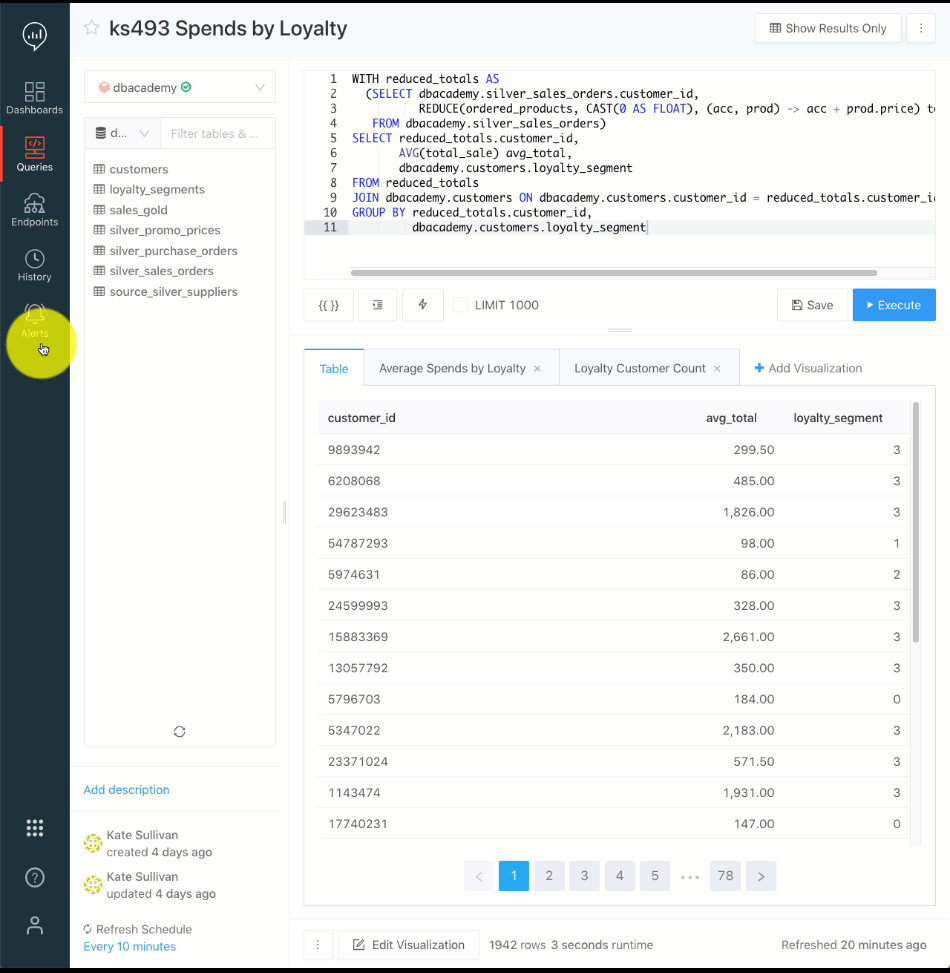 ks493 Spends by Loyalty
Show Results Only
Dashboards
Queries
Endpoints
History
Alerts
dbacademy
d...
Filter tables & ...
customers
loyalty_segments
sales_gold
silver_promo_prices
silver_purchase_orders
silver_sales_orders
source_silver_suppliers
Add description
Kate Sullivan
created 4 days ago
Kate Sullivan
updated 4 days ago
Refresh Schedule
Every 10 minutes
1 WITH reduced_totals AS
2 (SELECT dbacademy.silver_sales_orders.customer_id,
3 REDUCE(ordered_products, CAST(0 AS FLOAT), (acc, prod) -> acc + prod.price) to
4 FROM dbacademy.silver_sales_orders)
5 SELECT reduced_totals.customer_id,
6 AVG(total_sale) avg_total,
7 dbacademy.customers.loyalty_segment
8 FROM reduced_totals
9 JOIN dbacademy.customers ON dbacademy.customers.customer_id = reduced_totals.customer_id
10 GROUP BY reduced_totals.customer_id,
11 dbacademy.customers.loyalty_segment
{{ }}
LIMIT 1000
Save
Execute
Table
Average Spends by Loyalty ×
Loyalty Customer Count ×
+ Add Visualization
customer_id avg_total loyalty_segment
9893942 299.50 3
6208068 485.00 3
29623483 1,826.00 3
54787293 98.00 1
5974631 86.00 2
24599993 328.00 3
15883369 2,661.00 3
13057792 350.00 3
5796703 184.00 0
5347022 2,183.00 3
23371024 571.50 3
1143474 1,931.00 3
17740231 147.00 0
< 1 2 3 4 5 ••• 78 >
Edit Visualization
1942 rows 3 seconds runtime
Refreshed 20 minutes ago